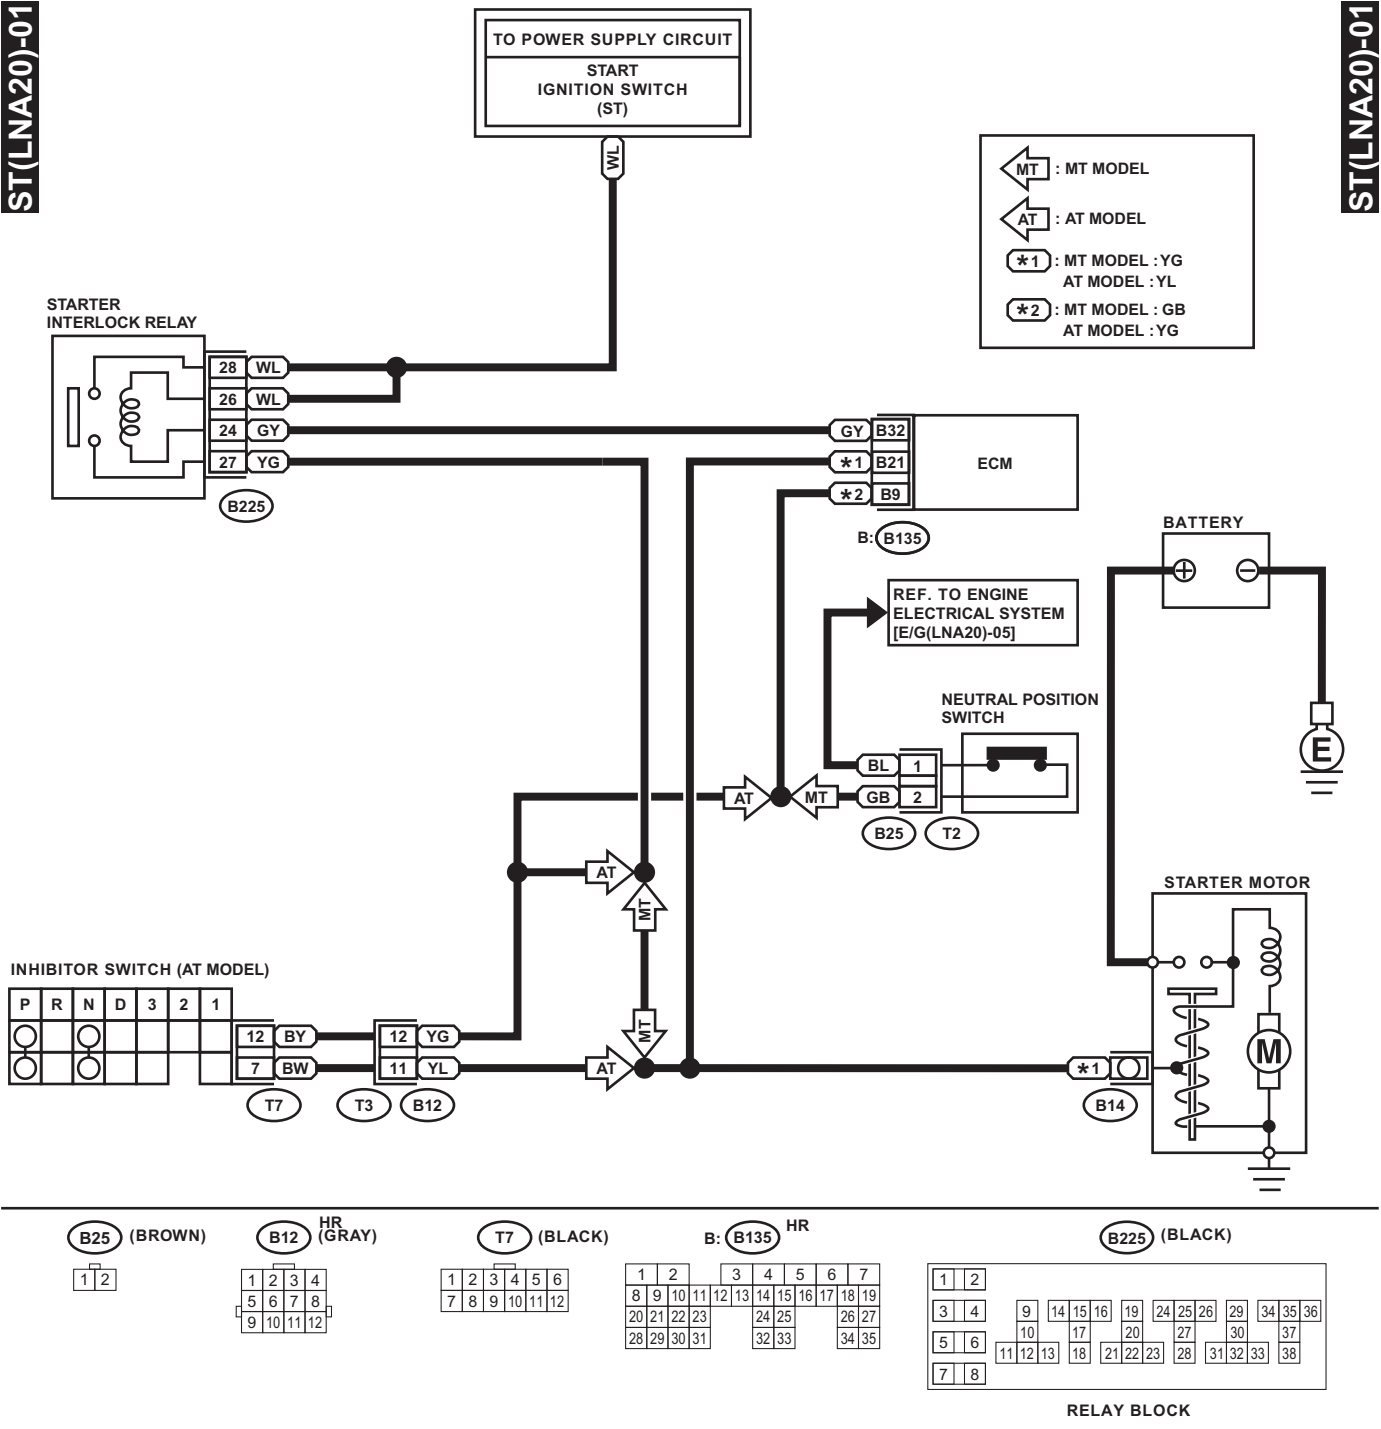 ST(LNA20)-01
ST(LNA20)-01
TO POWER SUPPLY CIRCUIT
START
IGNITION SWITCH
(ST)
WL
MT : MT MODEL
AT : AT MODEL
*1 : MT MODEL : YG
AT MODEL : YL
*2 : MT MODEL : GB
AT MODEL : YG
STARTER
INTERLOCK RELAY
28 WL
26 WL
24 GY
27 YG
B225
GY B32
*1 B21
*2 B9
ECM
B: B135
BATTERY
+ −
E
REF. TO ENGINE
ELECTRICAL SYSTEM
[E/G(LNA20)-05]
NEUTRAL POSITION
SWITCH
BL 1
AT MT GB 2
B25 T2
AT
MT
STARTER MOTOR
M
INHIBITOR SWITCH (AT MODEL)
P R N D 3 2 1
12 BY 12 YG
MT
7 BW 11 YL AT *1
T7 T3 B12 B14
B25 (BROWN)
1 2
B12 HR
(GRAY)
1 2 3 4
5 6 7 8
9 10 11 12
T7 (BLACK)
1 2 3 4 5 6
7 8 9 10 11 12
B: B135 HR
1 2 3 4 5 6 7
8 9 10 11 12 13 14 15 16 17 18 19
20 21 22 23 24 25 26 27
28 29 30 31 32 33 34 35
B225 (BLACK)
1 2
3 4 9 14 15 16 19 24 25 26 29 34 35 36
10 17 20 27 30 37
5 6 11 12 13 18 21 22 23 28 31 32 33 38
7 8
RELAY BLOCK